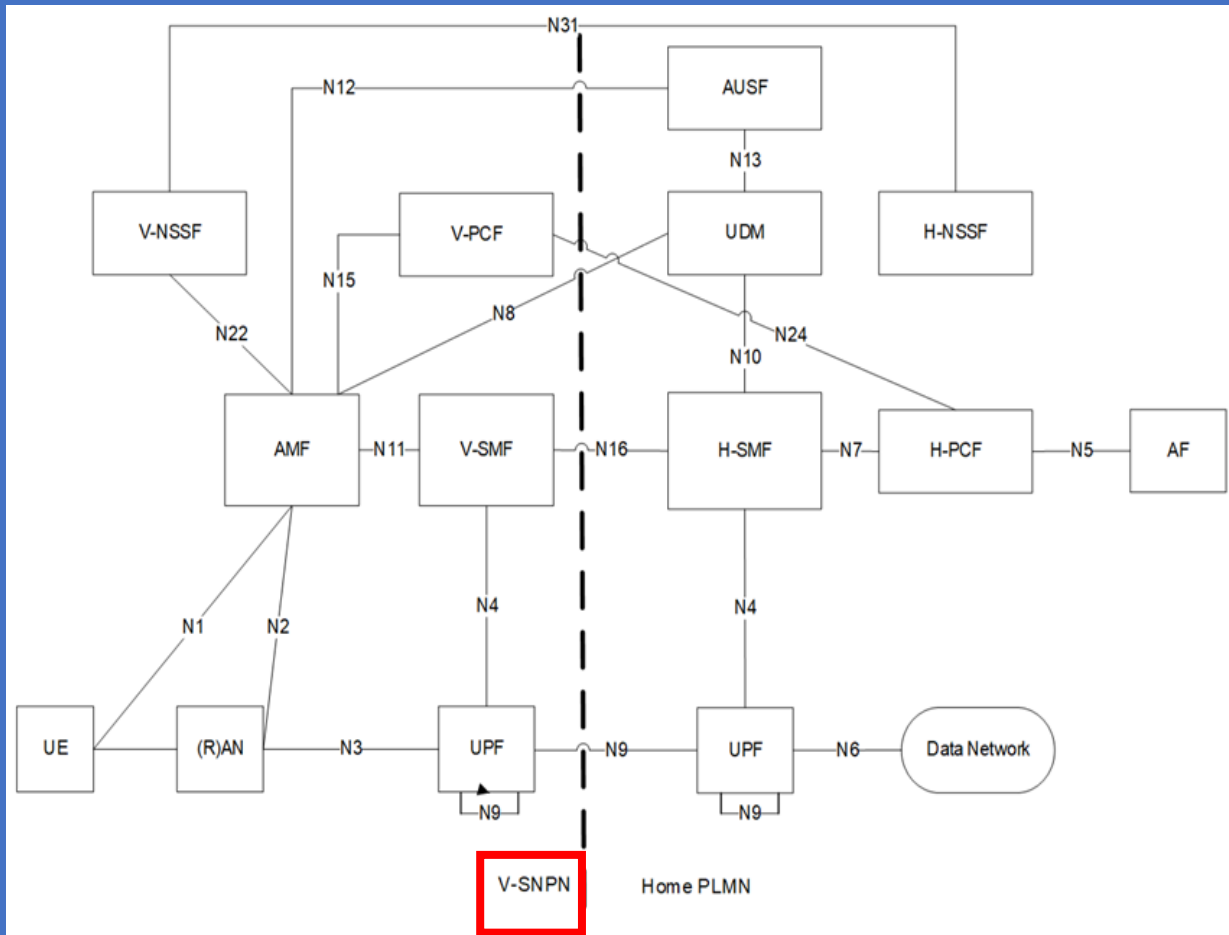 N31
N12
AUSF
N13
V-NSSF
V-PCF
UDM
H-NSSF
N15
N8
N22
N24
N10
AMF
N11
V-SMF
N16
H-SMF
N7
H-PCF
N5
AF
N4
N4
N1
N2
UE
(R)AN
N3
UPF
N9
UPF
N6
Data Network
N9
N9
V-SNPN
Home PLMN